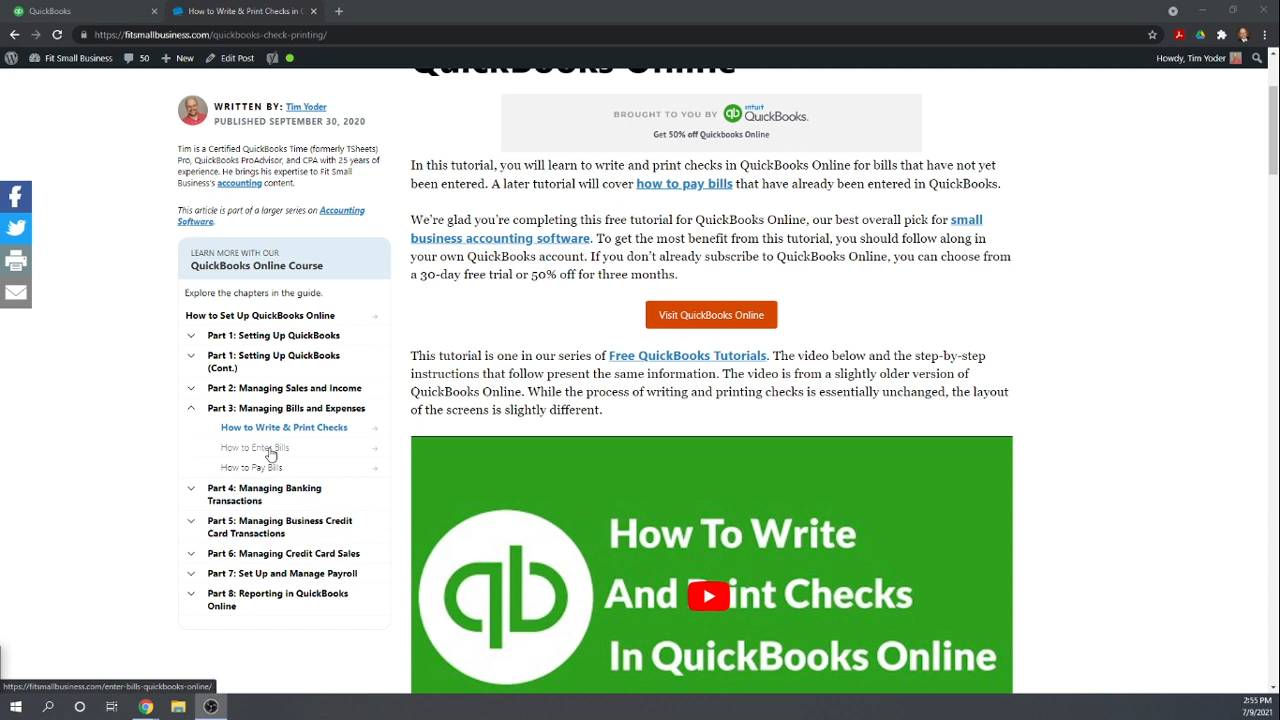 QuickBooks
How to Write & Print Checks in
https://fitsmallbusiness.com/quickbooks-check-printing/
Fit Small Business 50 New Edit Post Howdy, Tim Yoder
QuickBooks Online
WRITTEN BY: Tim Yoder
PUBLISHED SEPTEMBER 30, 2020
Tim is a Certified QuickBooks Time (formerly TSheets)
Pro, QuickBooks ProAdvisor, and CPA with 25 years of
experience. He brings his expertise to Fit Small
Business's accounting content.
This article is part of a larger series on Accounting
Software.
LEARN MORE WITH OUR
QuickBooks Online Course
Explore the chapters in the guide.
How to Set Up QuickBooks Online
Part 1: Setting Up QuickBooks
Part 1: Setting Up QuickBooks
(Cont.)
Part 2: Managing Sales and Income
Part 3: Managing Bills and Expenses
How to Write & Print Checks
How to Enter Bills
How to Pay Bills
Part 4: Managing Banking
Transactions
Part 5: Managing Business Credit
Card Transactions
Part 6: Managing Credit Card Sales
Part 7: Set Up and Manage Payroll
Part 8: Reporting in QuickBooks
Online
BROUGHT TO YOU BY intuit QuickBooks.
Get 50% off Quickbooks Online
In this tutorial, you will learn to write and print checks in QuickBooks Online for bills that have not yet
been entered. A later tutorial will cover how to pay bills that have already been entered in QuickBooks.
We're glad you're completing this free tutorial for QuickBooks Online, our best overall pick for small
business accounting software. To get the most benefit from this tutorial, you should follow along in
your own QuickBooks account. If you don't already subscribe to QuickBooks Online, you can choose from
a 30-day free trial or 50% off for three months.
Visit QuickBooks Online
This tutorial is one in our series of Free QuickBooks Tutorials. The video below and the step-by-step
instructions that follow present the same information. The video is from a slightly older version of
QuickBooks Online. While the process of writing and printing checks is essentially unchanged, the layout
of the screens is slightly different.
qb
How To Write
And Print Checks
In QuickBooks Online
https://fitsmallbusiness.com/enter-bills-quickbooks-online/
2:55 PM
7/9/2021